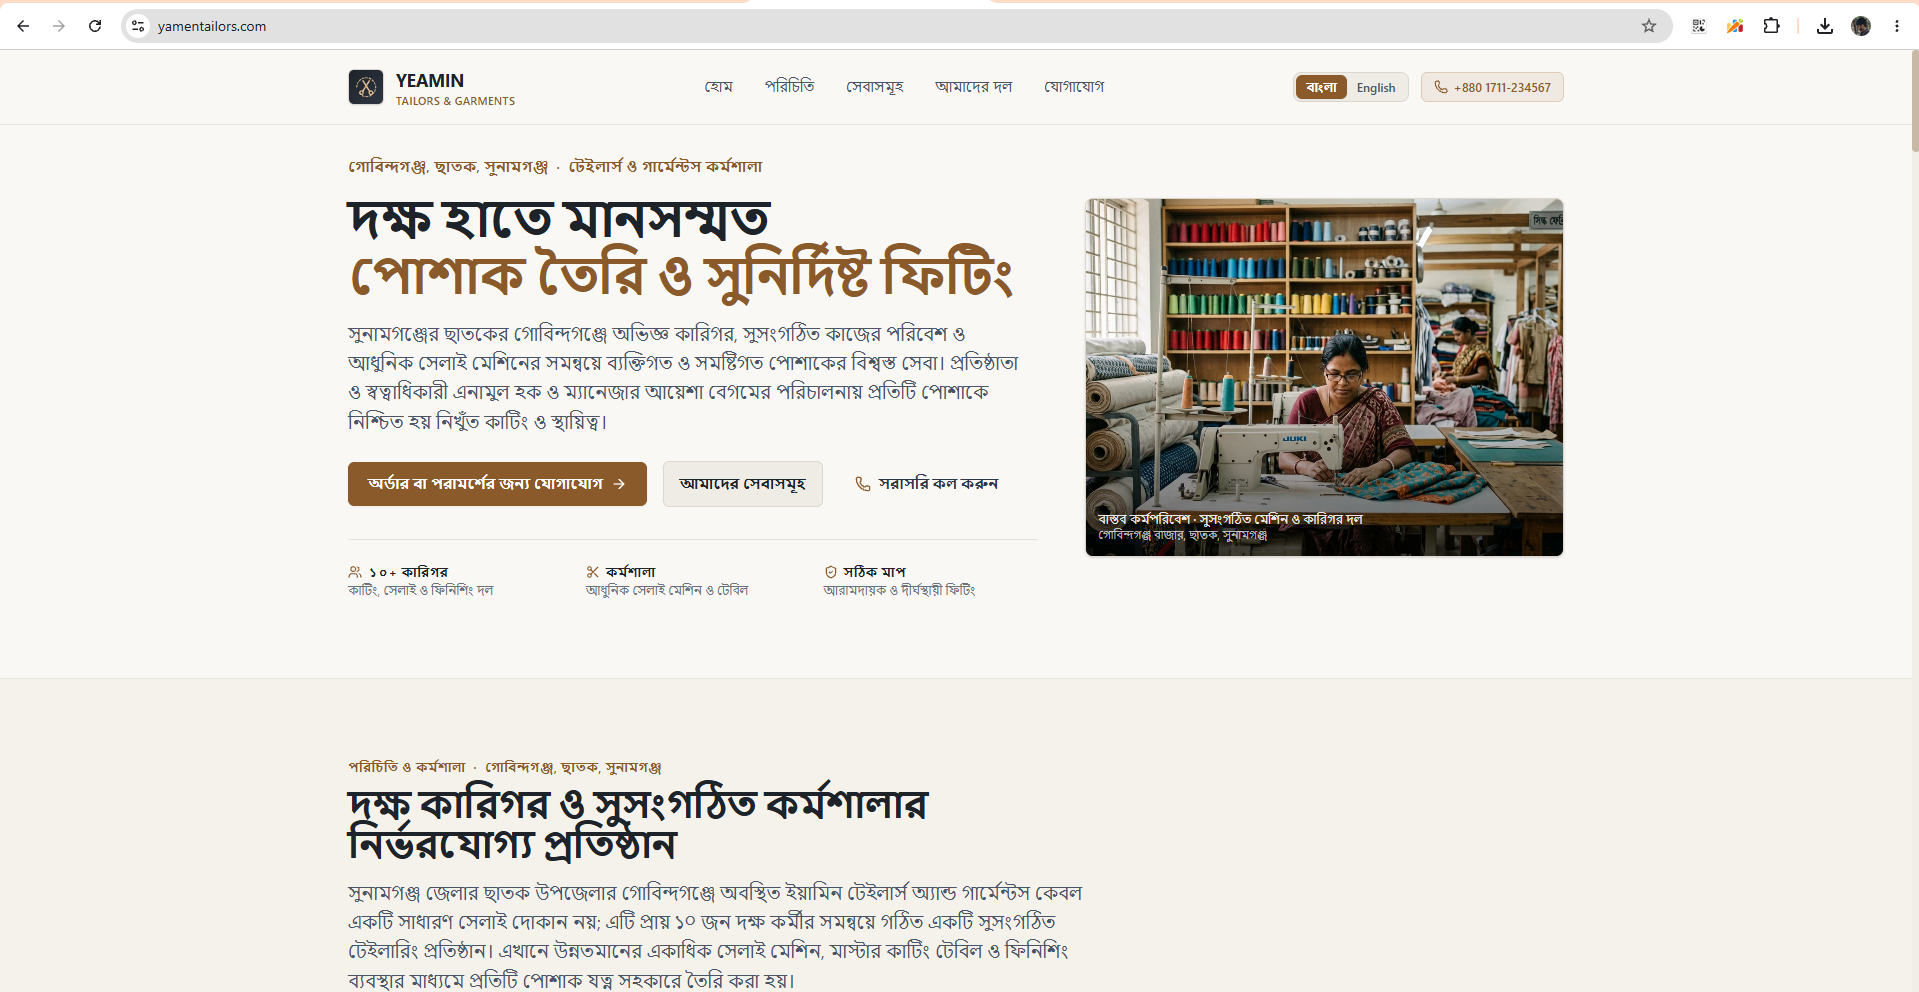 yamentailors.com
YEAMIN
TAILORS & GARMENTS
হোম
পরিচিতি
সেবাসমূহ
আমাদের দল
যোগাযোগ
বাংলা
English
+880 1711-234567
গোবিন্দগঞ্জ, ছাতক, সুনামগঞ্জ · টেইলার্স ও গার্মেন্টস কর্মশালা
দক্ষ হাতে মানসম্মত
পোশাক তৈরি ও সুনির্দিষ্ট ফিটিং
সুনামগঞ্জের ছাতকের গোবিন্দগঞ্জে অভিজ্ঞ কারিগর, সুসংগঠিত কাজের পরিবেশ ও
আধুনিক সেলাই মেশিনের সমন্বয়ে ব্যক্তিগত ও সমষ্টিগত পোশাকের বিশ্বস্ত সেবা। প্রতিষ্ঠাতা
ও স্বত্বাধিকারী এনামুল হক ও ম্যানেজার আয়েশা বেগমের পরিচালনায় প্রতিটি পোশাকে
নিশ্চিত হয় নিখুঁত কাটিং ও স্থায়িত্ব।
অর্ডার বা পরামর্শের জন্য যোগাযোগ →
আমাদের সেবাসমূহ
সরাসরি কল করুন
১০+ কারিগর
কাটিং, সেলাই ও ফিনিশিং দল
কর্মশালা
আধুনিক সেলাই মেশিন ও টেবিল
সঠিক মাপ
আরামদায়ক ও দীর্ঘস্থায়ী ফিটিং
JUKI
বাস্তব কর্মপরিবেশ · সুসংগঠিত মেশিন ও কারিগর দল
গোবিন্দগঞ্জ বাজার, ছাতক, সুনামগঞ্জ
পরিচিতি ও কর্মশালা · গোবিন্দগঞ্জ, ছাতক, সুনামগঞ্জ
দক্ষ কারিগর ও সুসংগঠিত কর্মশালার
নির্ভরযোগ্য প্রতিষ্ঠান
সুনামগঞ্জ জেলার ছাতক উপজেলার গোবিন্দগঞ্জে অবস্থিত ইয়ামিন টেইলার্স অ্যান্ড গার্মেন্টস কেবল
একটি সাধারণ সেলাই দোকান নয়; এটি প্রায় ১০ জন দক্ষ কর্মীর সমন্বয়ে গঠিত একটি সুসংগঠিত
টেইলারিং প্রতিষ্ঠান। এখানে উন্নতমানের একাধিক সেলাই মেশিন, মাস্টার কাটিং টেবিল ও ফিনিশিং
ব্যবস্থার মাধ্যমে প্রতিটি পোশাক যত্ন সহকারে তৈরি করা হয়।